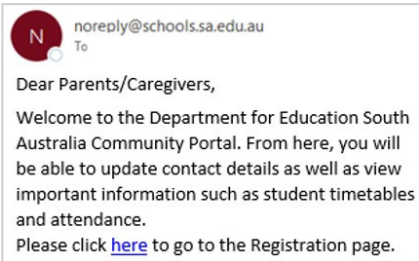 N
noreply@schools.sa.edu.au
To
Dear Parents/Caregivers,
Welcome to the Department for Education South
Australia Community Portal. From here, you will
be able to update contact details as well as view
important information such as student timetables
and attendance.
Please click here to go to the Registration page.